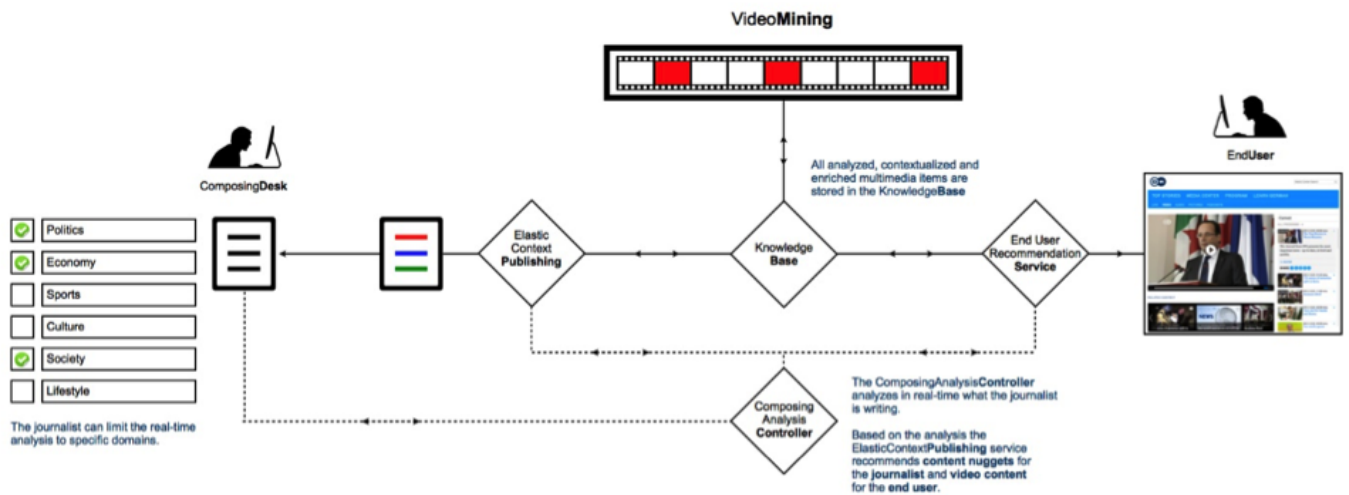 VideoMining
All analyzed, contextualized and
enriched multimedia items are
stored in the KnowledgeBase
ComposingDesk
EndUser
Politics
Economy
Sports
Culture
Society
Lifestyle
The journalist can limit the real-time
analysis to specific domains.
Elastic
Context
Publishing
Knowledge
Base
End User
Recommendation
Service
Composing
Analysis
Controller
The ComposingAnalysisController
analyzes in real-time what the journalist
is writing.
Based on the analysis the
ElasticContextPublishing service
recommends content nuggets for
the journalist and video content
for the end user.
NEWS